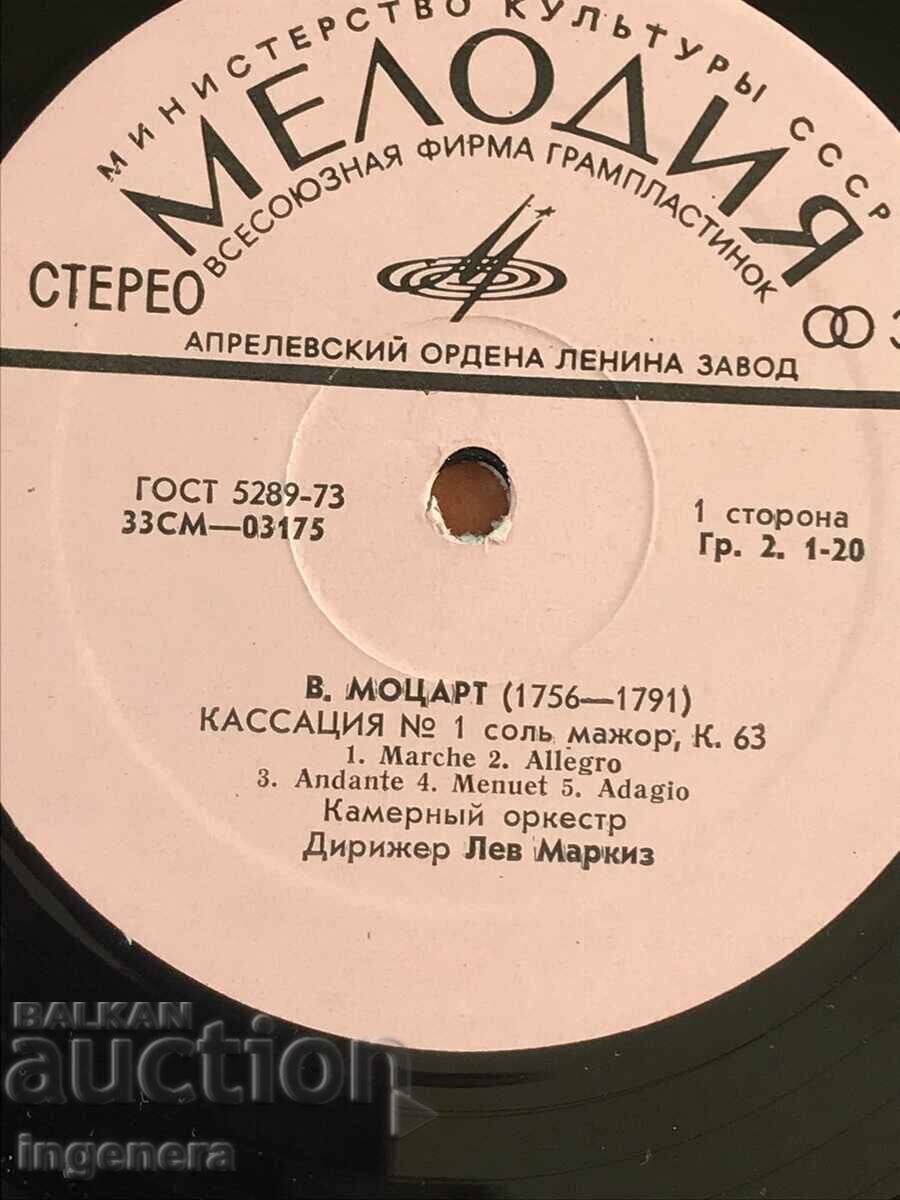 МИНИСТЕРСТВО КУЛЬТУРЫ СССР
МЕЛОДИЯ
ВСЕСОЮЗНАЯ ФИРМА ГРАМПЛАСТИНОК
СТЕРЕО
АПРЕЛЕВСКИЙ ОРДЕНА ЛЕНИНА ЗАВОД
ГОСТ 5289-73
33СМ—03175
1 сторона
Гр. 2. 1-20
В. МОЦАРТ (1756—1791)
КАССАЦИЯ № 1 соль мажор, К. 63
1. Marche 2. Allegro
3. Andante 4. Menuet 5. Adagio
Камерный оркестр
Дирижер Лев Маркиз
BALKAN
auction
ingenera